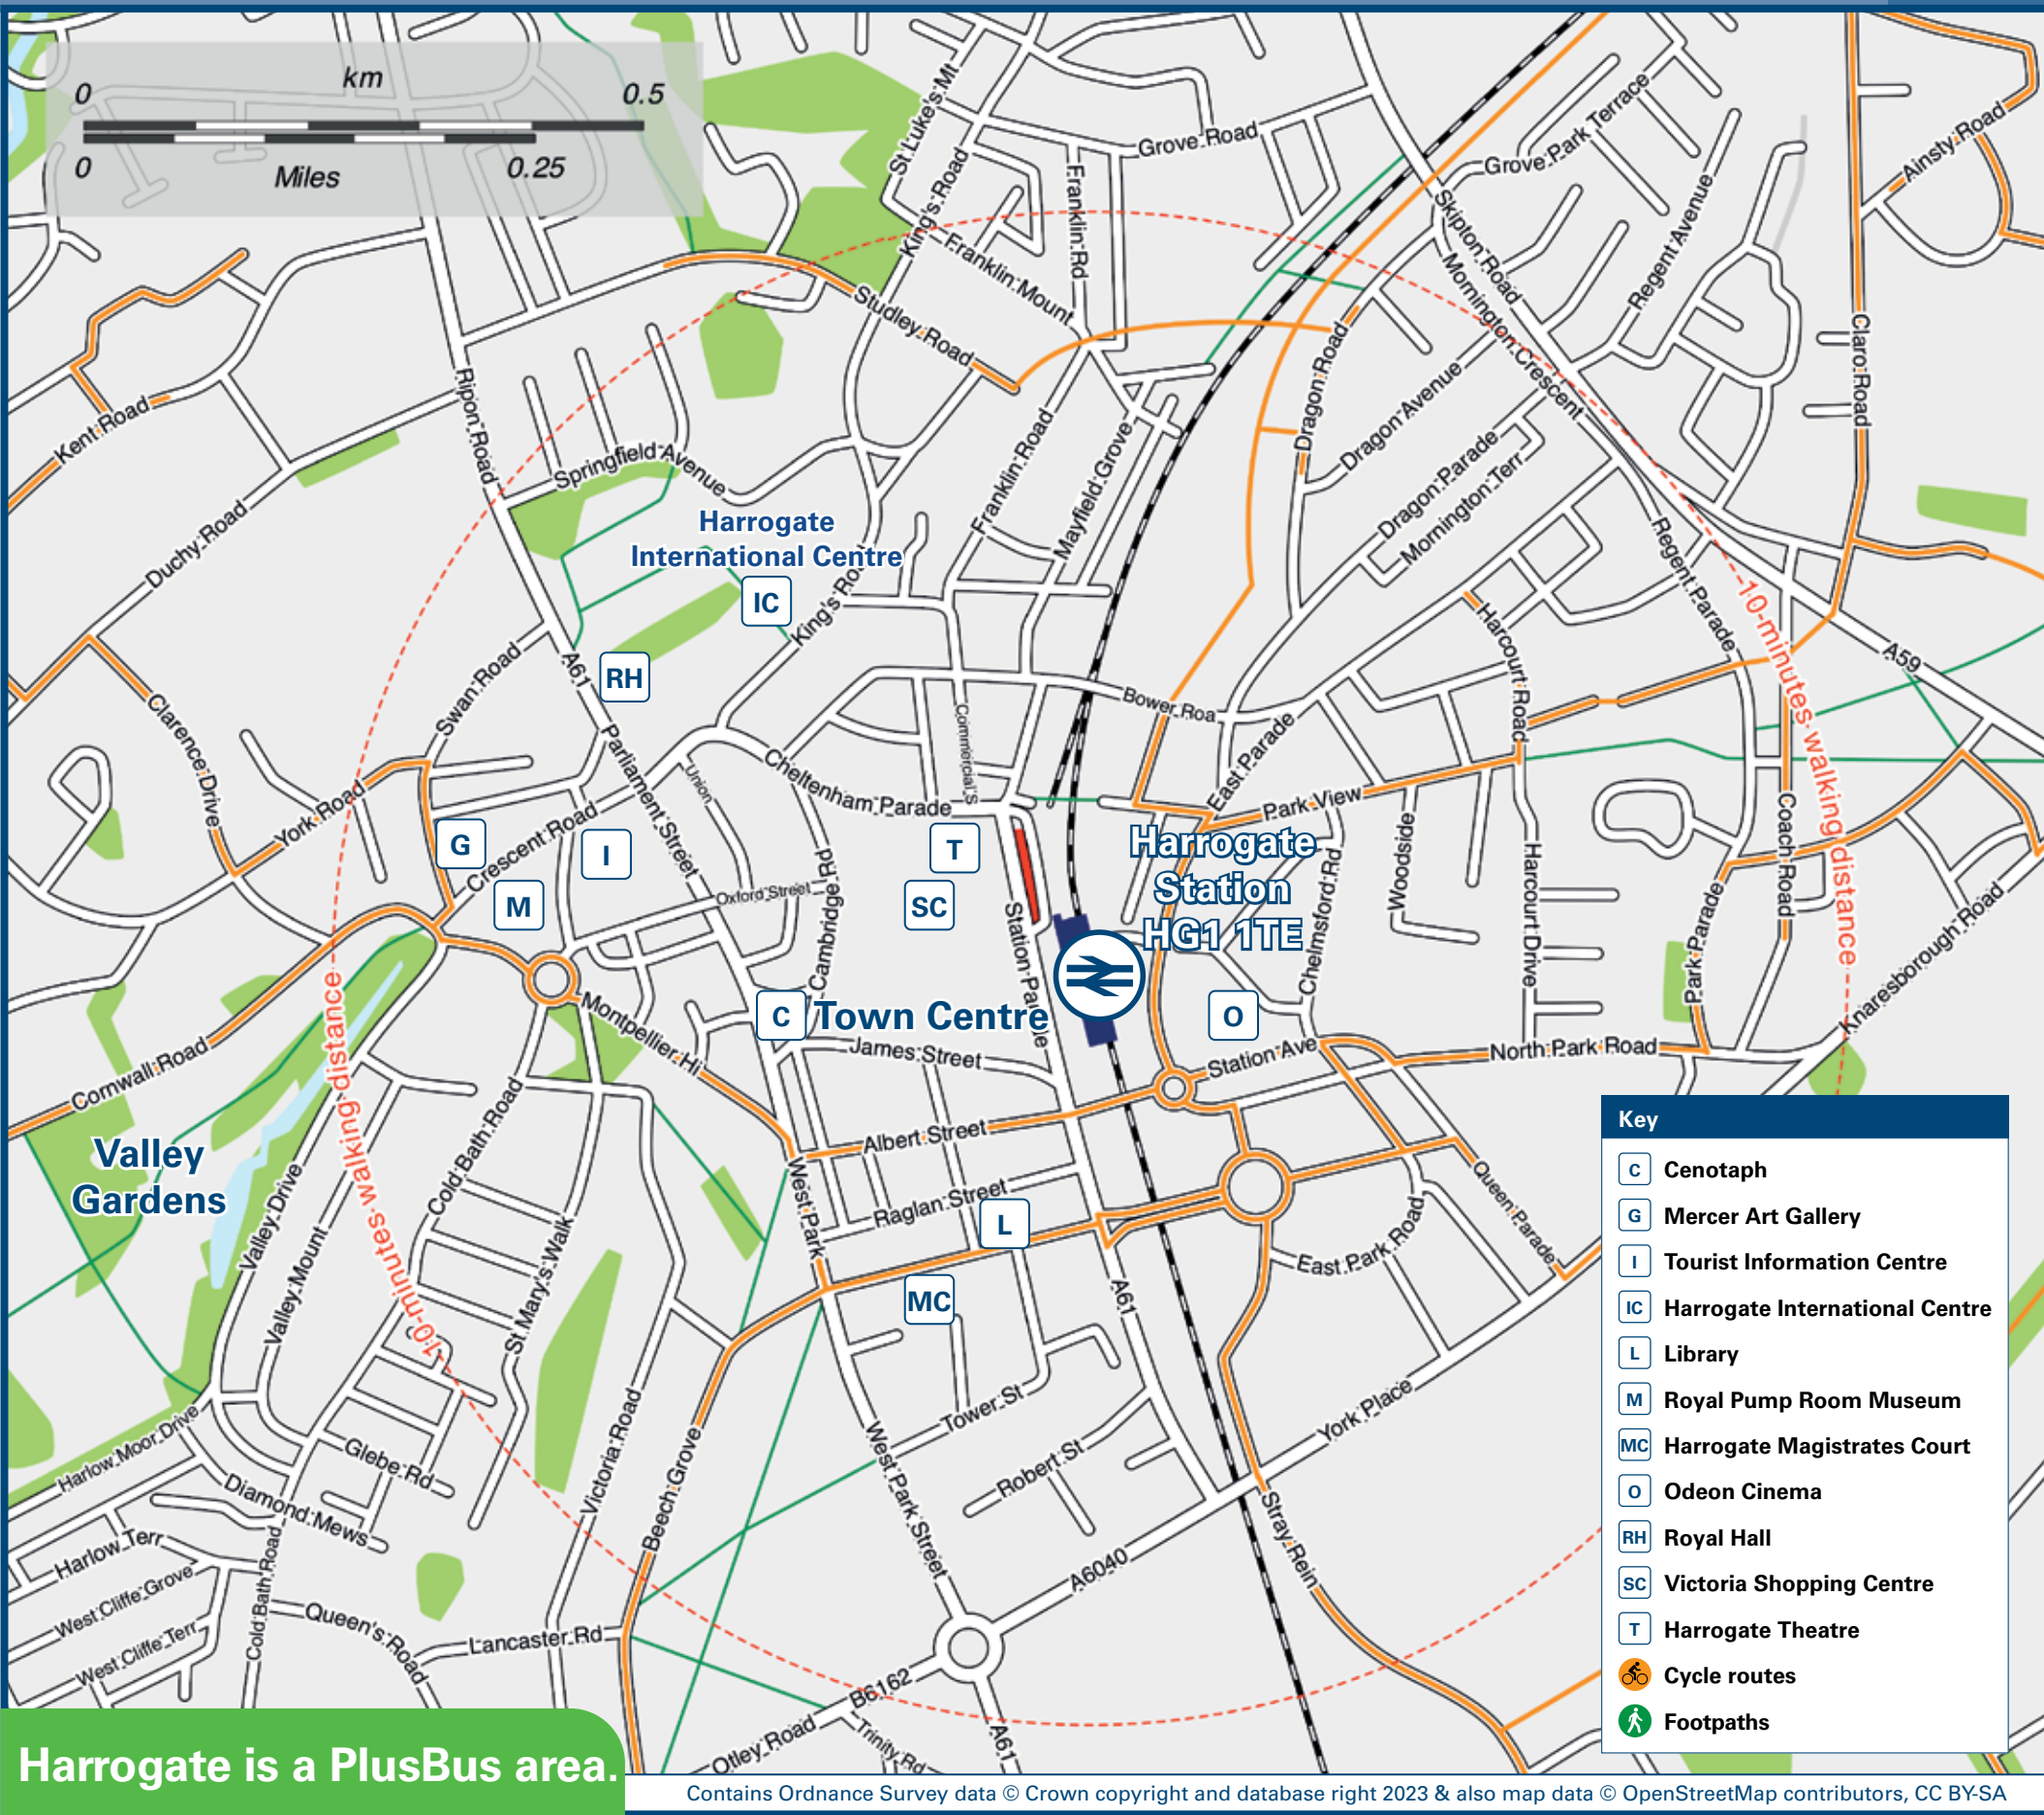 km
0
0.5
0
0.25
Miles
St Luke's Mt
King's Road
Grove Road
Franklin Rd
Franklin Mount
Grove Park Terrace
Skipton Road
Mornington Crescent
Regent Avenue
Ainsty Road
Claro Road
Studley Road
Dragon Road
Dragon Avenue
Dragon Parade
Mornington Terr
Kent Road
Ripon Road
Springfield Avenue
Franklin Road
Mayfield Grove
Duchy Road
Harrogate
International Centre
IC
King's Ro
Regent Parade
10-minutes walking distance
A59
Harcourt Road
RH
A61
Swan Road
Clarence Drive
Parliament Street
Union
Commercial S
Bower Roa
East Parade
Cheltenham Parade
Park View
York Road
G
Crescent Road
I
M
T
SC
Oxford Street
Cambridge Rd
Station Parade
Harrogate
Station
HG1 1TE
Chelmsford Rd
Woodside
Harcourt Drive
Coach Road
Park Parade
Knaresborough Road
10-minutes walking distance
Montpellier Hi
C
Town Centre
O
James Street
Station Ave
North Park Road
Cornwall Road
Valley
Gardens
Valley Drive
Valley Mount
Cold Bath Road
St Mary's Walk
Albert Street
West Park
Raglan Street
L
MC
A61
East Park Road
Queen Parade
York Place
Tower St
Robert St
West Park Street
Victoria Road
Beech Grove
Harlow Moor Drive
Glebe Rd
Diamond Mews
Harlow Terr
West Cliffe Grove
West Cliffe Terr
Cold Bath Road
Queen's Road
Lancaster Rd
A6040
Stray Rein
B6162
Otley Road
Trinity Rd
A61
Key
C Cenotaph
G Mercer Art Gallery
I Tourist Information Centre
IC Harrogate International Centre
L Library
M Royal Pump Room Museum
MC Harrogate Magistrates Court
O Odeon Cinema
RH Royal Hall
SC Victoria Shopping Centre
T Harrogate Theatre
Cycle routes
Footpaths
Harrogate is a PlusBus area.
Contains Ordnance Survey data © Crown copyright and database right 2023 & also map data © OpenStreetMap contributors, CC BY-SA